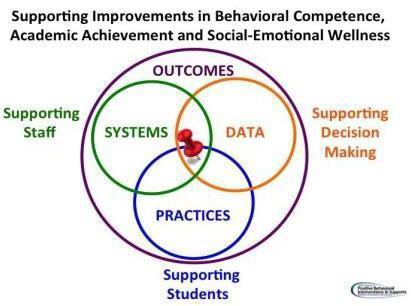 Supporting Improvements in Behavioral Competence,
Academic Achievement and Social-Emotional Wellness
OUTCOMES
Supporting
Staff
SYSTEMS
DATA
Supporting
Decision
Making
PRACTICES
Supporting
Students
Positive Behavioral
Interventions & Supports